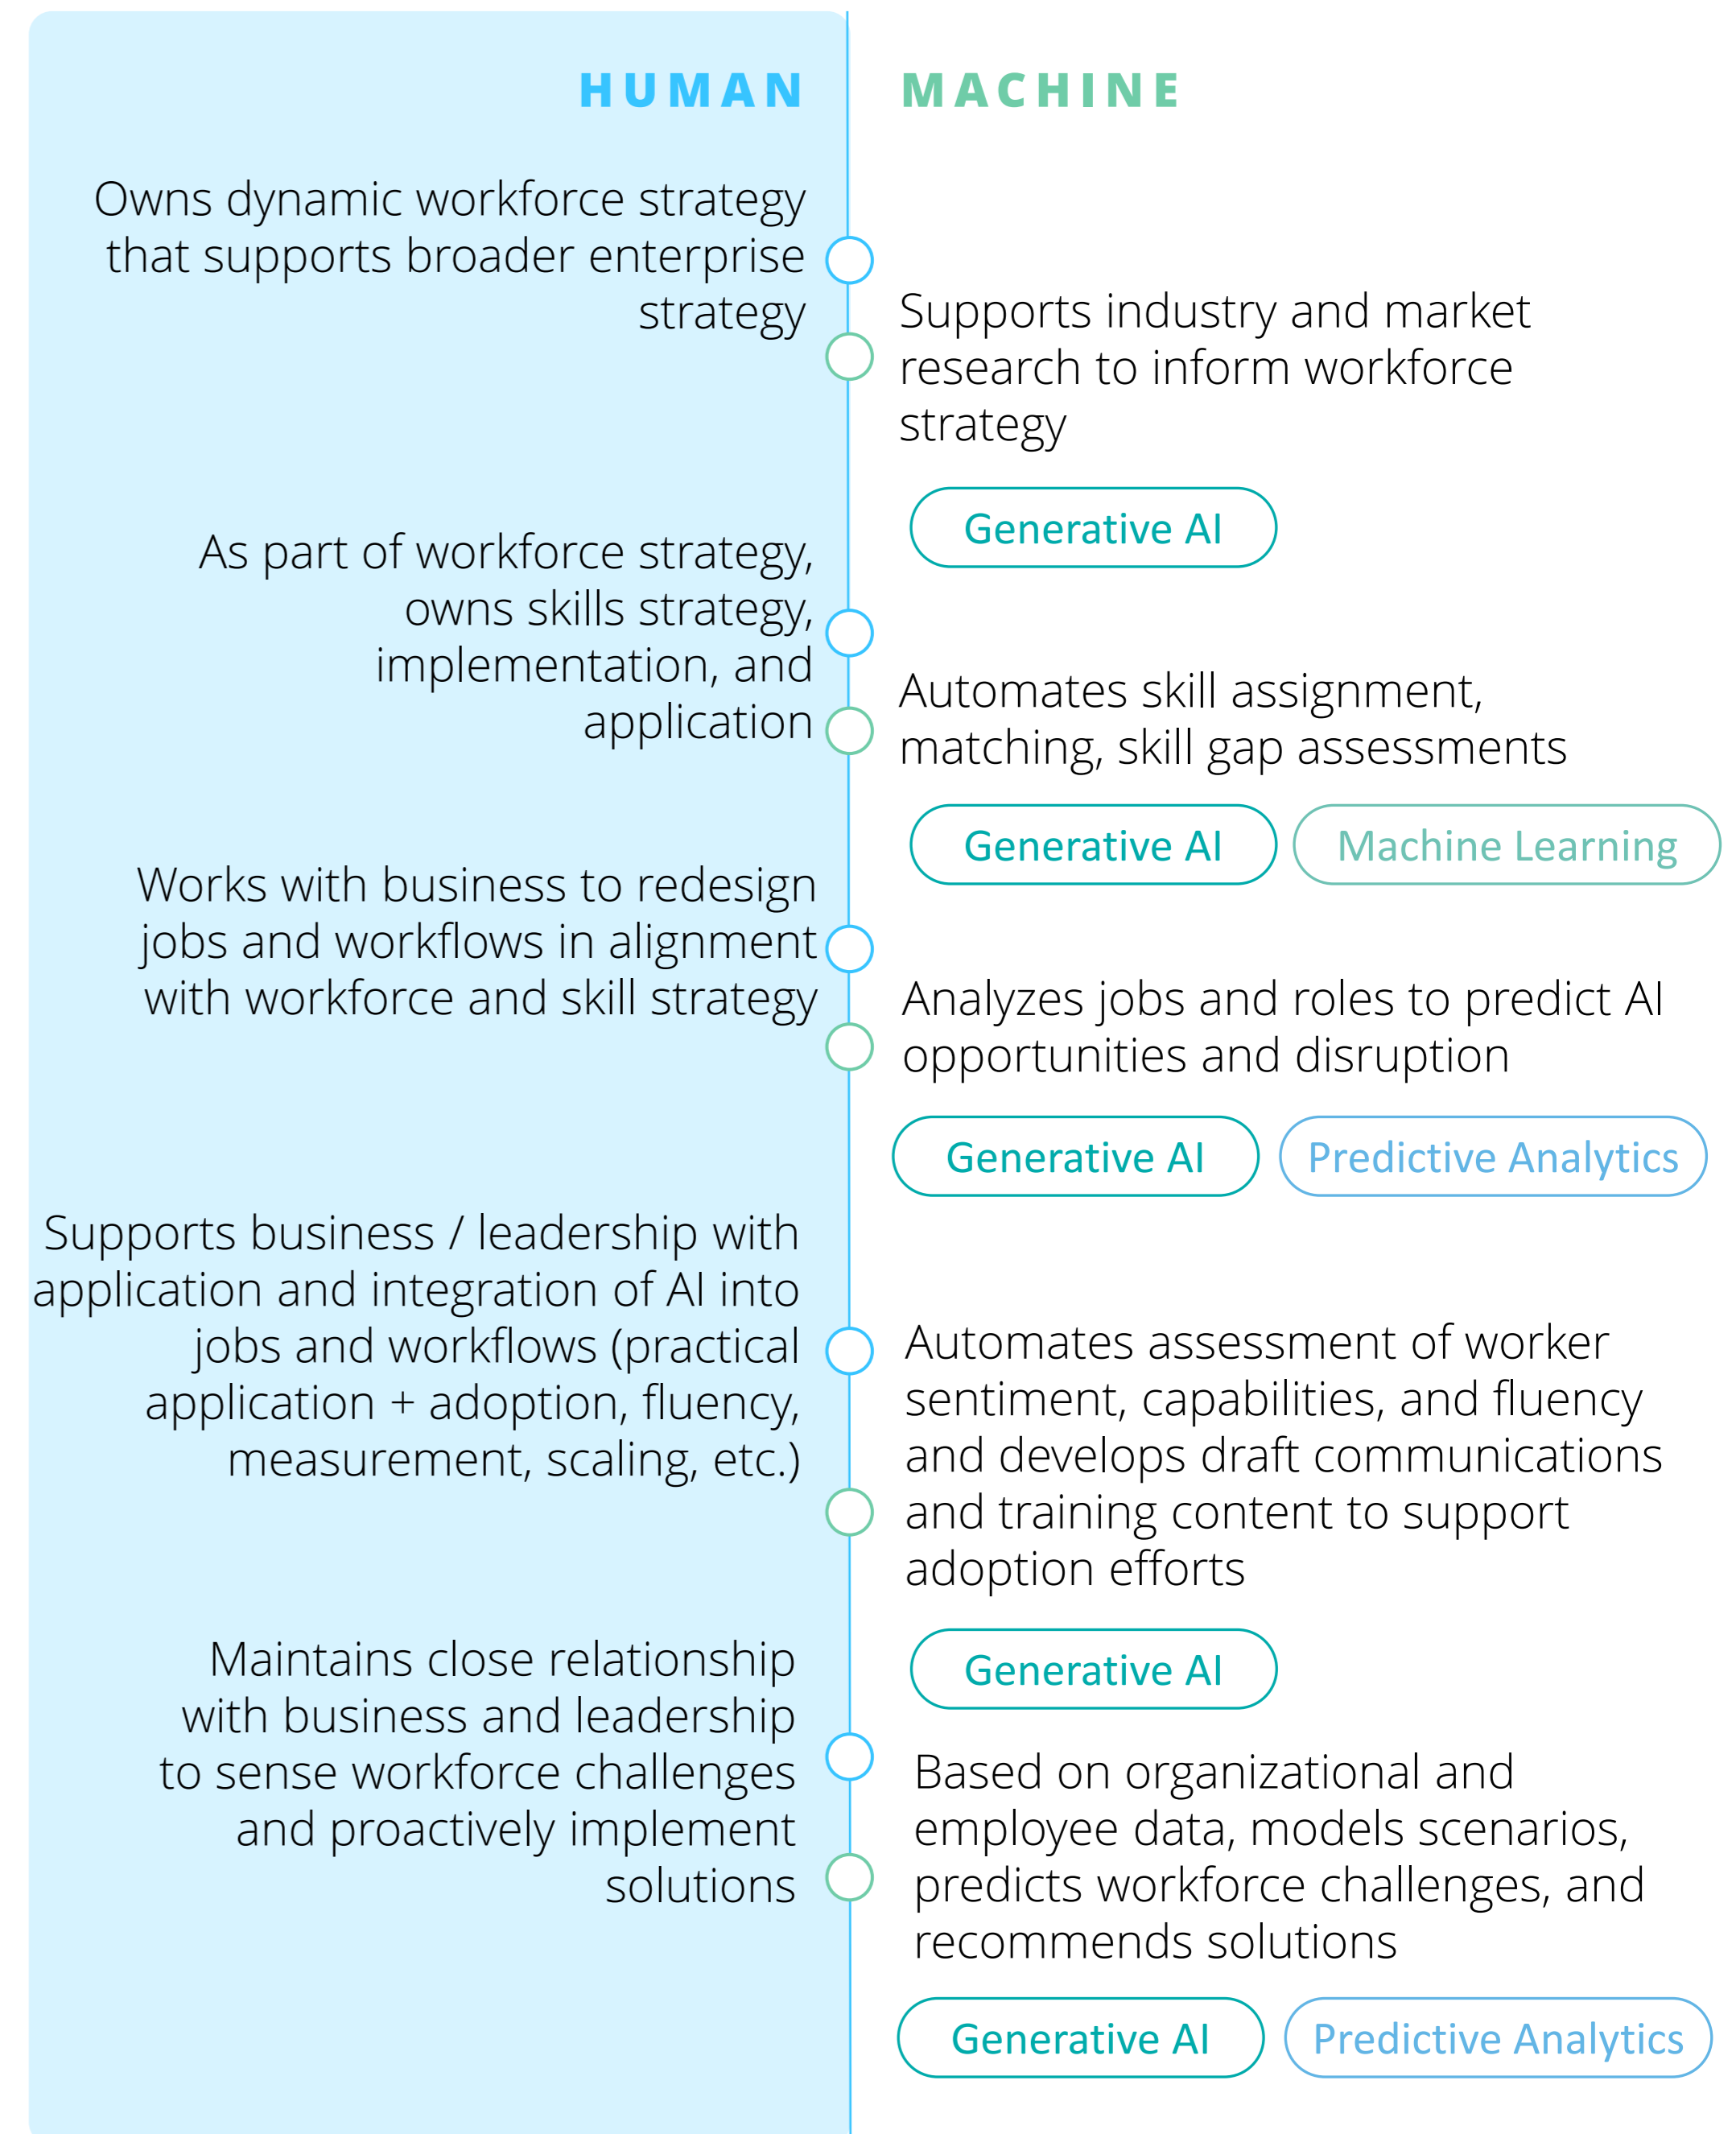 HUMAN
MACHINE
Owns dynamic workforce strategy
that supports broader enterprise
strategy
Supports industry and market
research to inform workforce
strategy
Generative AI
As part of workforce strategy,
owns skills strategy,
implementation, and
application
Automates skill assignment,
matching, skill gap assessments
Generative AI
Machine Learning
Works with business to redesign
jobs and workflows in alignment
with workforce and skill strategy
Analyzes jobs and roles to predict AI
opportunities and disruption
Generative AI
Predictive Analytics
Supports business / leadership with
application and integration of AI into
jobs and workflows (practical
application + adoption, fluency,
measurement, scaling, etc.)
Automates assessment of worker
sentiment, capabilities, and fluency
and develops draft communications
and training content to support
adoption efforts
Generative AI
Maintains close relationship
with business and leadership
to sense workforce challenges
and proactively implement
solutions
Based on organizational and
employee data, models scenarios,
predicts workforce challenges, and
recommends solutions
Generative AI
Predictive Analytics